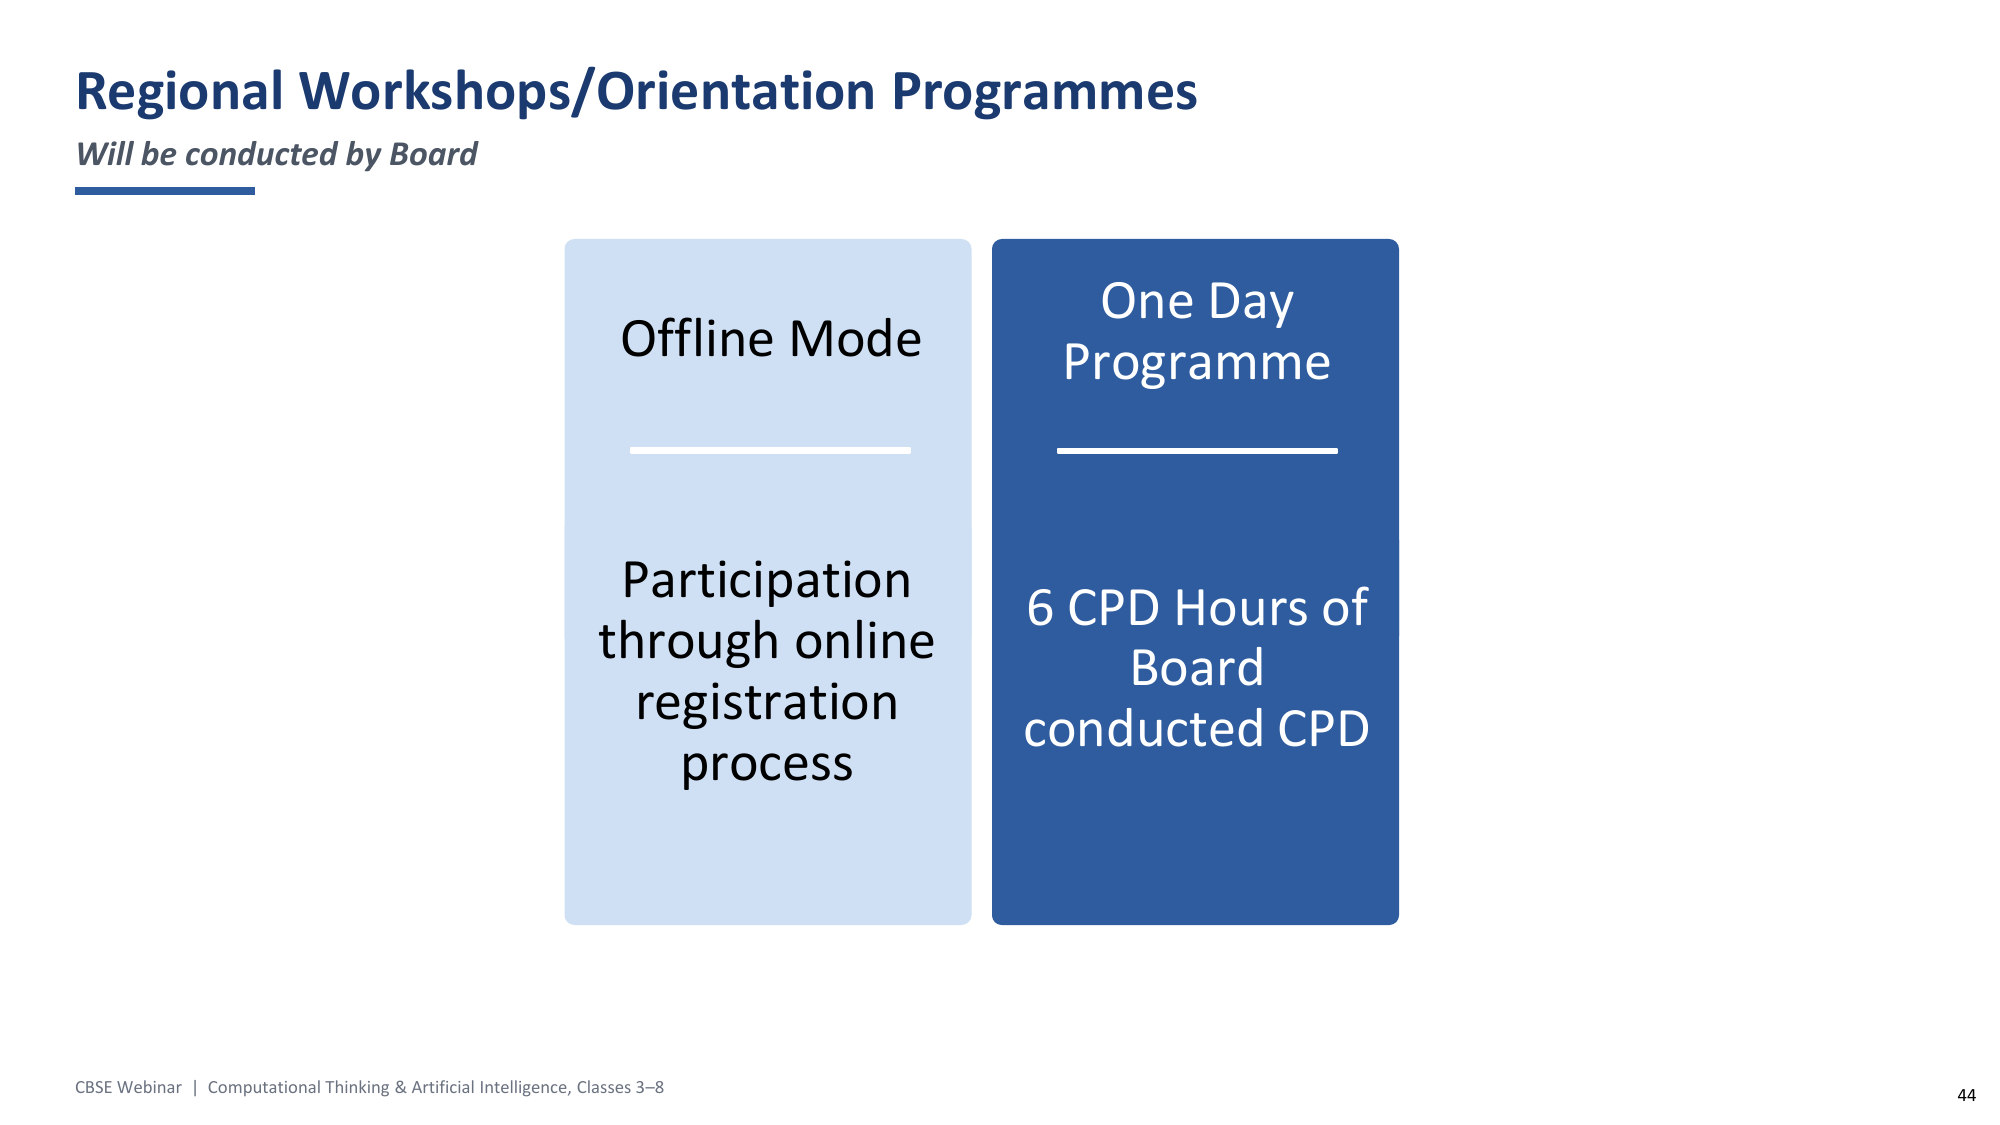 Regional Workshops/Orientation Programmes
Will be conducted by Board
Offline Mode
Participation
through online
registration
process
One Day
Programme
6 CPD Hours of
Board
conducted CPD
CBSE Webinar | Computational Thinking & Artificial Intelligence, Classes 3–8
44